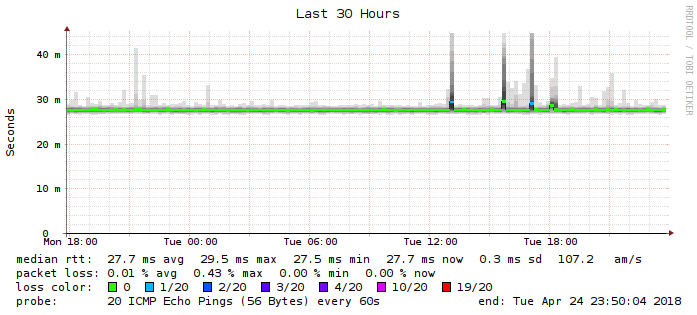 Last 30 Hours
RRDTOOL / TOBI OETIKER
Seconds
40 m
30 m
20 m
10 m
0
Mon 18:00 Tue 00:00 Tue 06:00 Tue 12:00 Tue 18:00
median rtt: 27.7 ms avg 29.5 ms max 27.5 ms min 27.7 ms now 0.3 ms sd 107.2 am/s
packet loss: 0.01 % avg 0.43 % max 0.00 % min 0.00 % now
loss color: 0 1/20 2/20 3/20 4/20 10/20 19/20
probe: 20 ICMP Echo Pings (56 Bytes) every 60s end: Tue Apr 24 23:50:04 2018